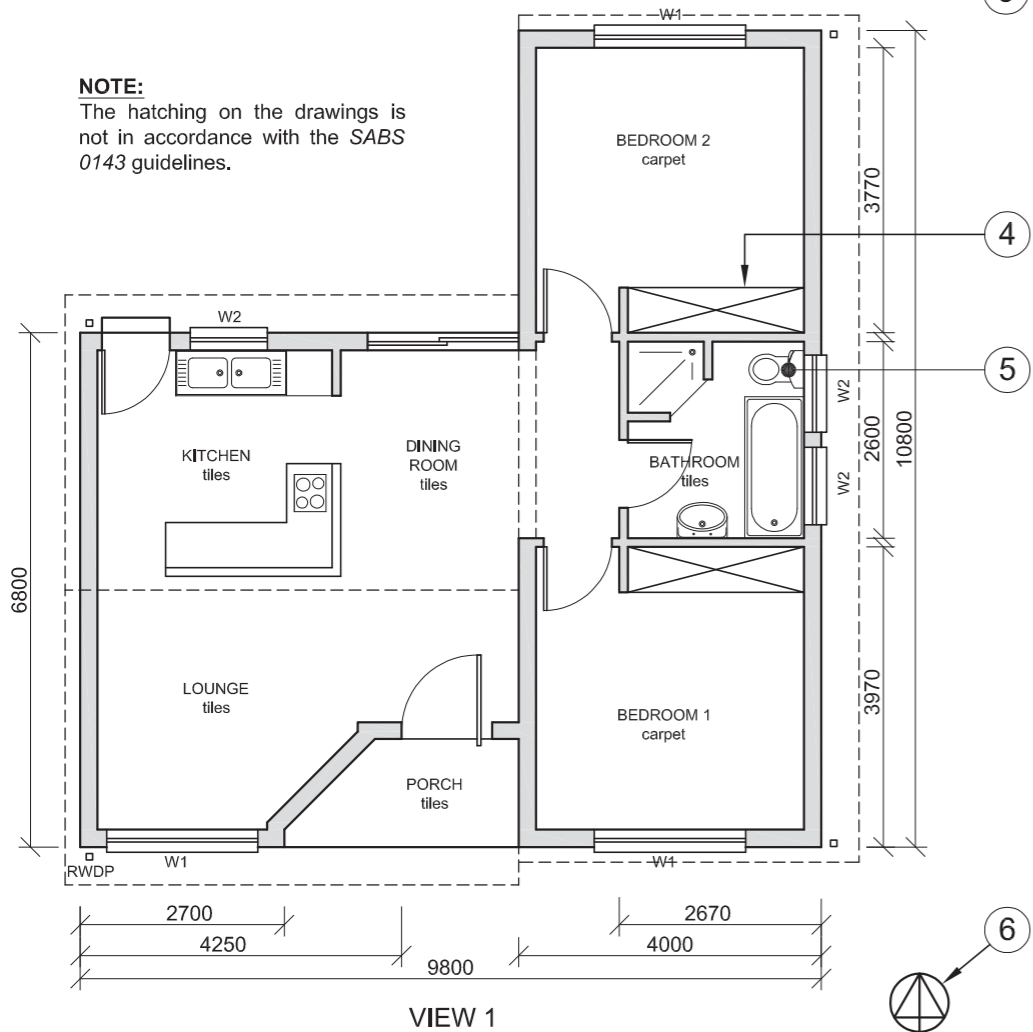 W1
NOTE:
The hatching on the drawings is
not in accordance with the SABS
0143 guidelines.
BEDROOM 2
carpet
3770
4
W2
5
KITCHEN
tiles
DINING
ROOM
tiles
BATHROOM
tiles
W2
W2
2600
10800
6800
LOUNGE
tiles
BEDROOM 1
carpet
3970
PORCH
tiles
RWDP
W1
W1
2700
2670
4250
4000
9800
6
VIEW 1